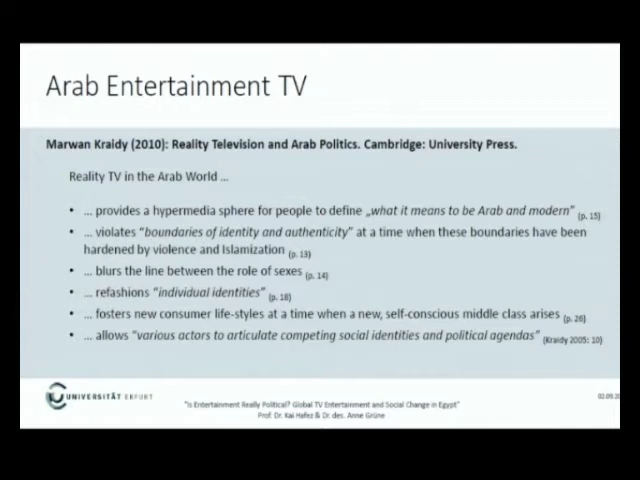 Arab Entertainment TV
Marwan Kraidy (2010): Reality Television and Arab Politics. Cambridge: University Press.
Reality TV in the Arab World ...
• ... provides a hypermedia sphere for people to define „what it means to be Arab and modern” (p. 15)
• ... violates “boundaries of identity and authenticity” at a time when these boundaries have been
hardened by violence and Islamization (p. 13)
• ... blurs the line between the role of sexes (p. 14)
• ... refashions “individual identities” (p. 18)
• ... fosters new consumer life-styles at a time when a new, self-conscious middle class arises (p. 26)
• ... allows “various actors to articulate competing social identities and political agendas” (Kraidy 2005: 10)
UNIVERSITÄT ERFURT
"Is Entertainment Really Political? Global TV Entertainment and Social Change in Egypt"
Prof. Dr. Kai Hafez & Dr. des. Anne Grüne